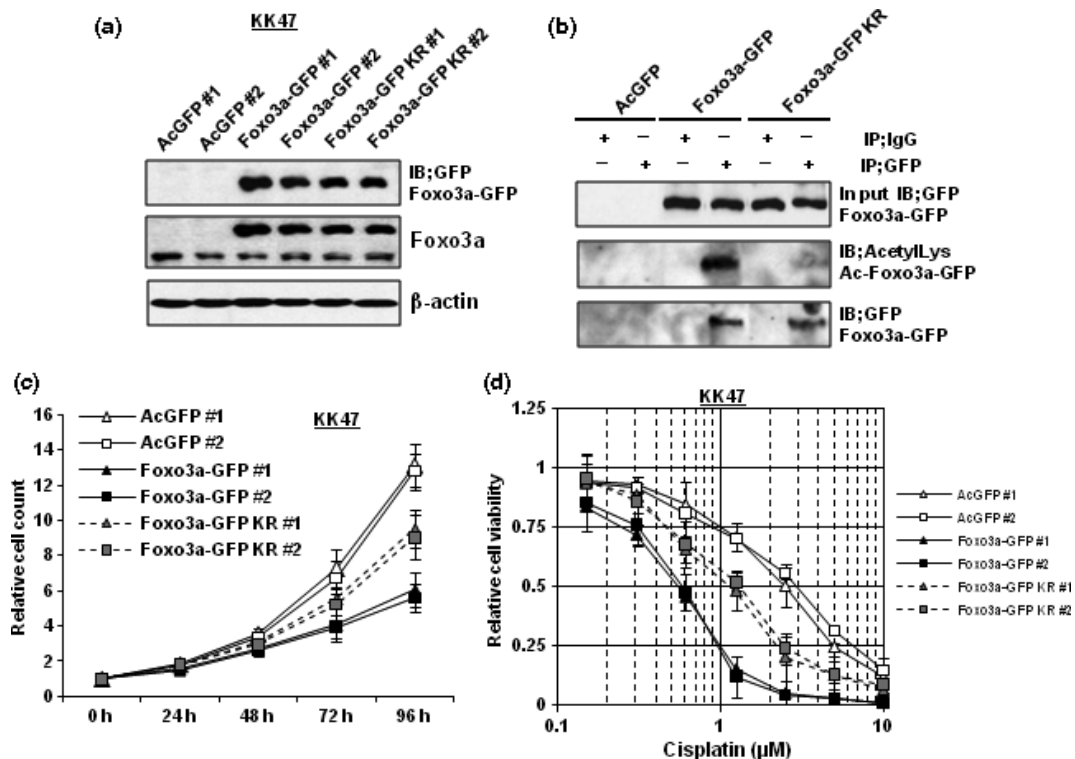 (a)
KK47
AcGFP #1
AcGFP #2
Foxo3a-GFP #1
Foxo3a-GFP #2
Foxo3a-GFP KR #1
Foxo3a-GFP KR #2
IB;GFP
Foxo3a-GFP
Foxo3a
β-actin
(b)
AcGFP
Foxo3a-GFP
Foxo3a-GFP KR
+ − + − + − IP;IgG
− + − + − + IP;GFP
Input IB;GFP
Foxo3a-GFP
IB;AcetylLys
Ac-Foxo3a-GFP
IB;GFP
Foxo3a-GFP
(c)
KK47
Relative cell count
16
14
12
10
8
6
4
2
0
0 h 24 h 48 h 72 h 96 h
AcGFP #1
AcGFP #2
Foxo3a-GFP #1
Foxo3a-GFP #2
Foxo3a-GFP KR #1
Foxo3a-GFP KR #2
(d)
KK47
Relative cell viability
1.25
1
0.75
0.5
0.25
0
0.1 1 10
Cisplatin (µM)
AcGFP #1
AcGFP #2
Foxo3a-GFP #1
Foxo3a-GFP #2
Foxo3a-GFP KR #1
Foxo3a-GFP KR #2